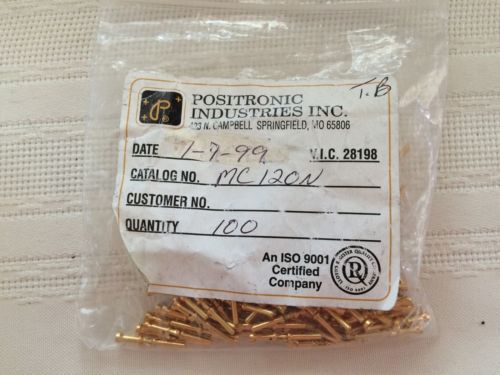 T.B
P
POSITRONIC
INDUSTRIES INC.
423 N. CAMPBELL SPRINGFIELD, MO 65806
DATE 1-7-99 V.I.C. 28198
CATALOG NO. MC120N
CUSTOMER NO.
QUANTITY 100
An ISO 9001
Certified
Company
R